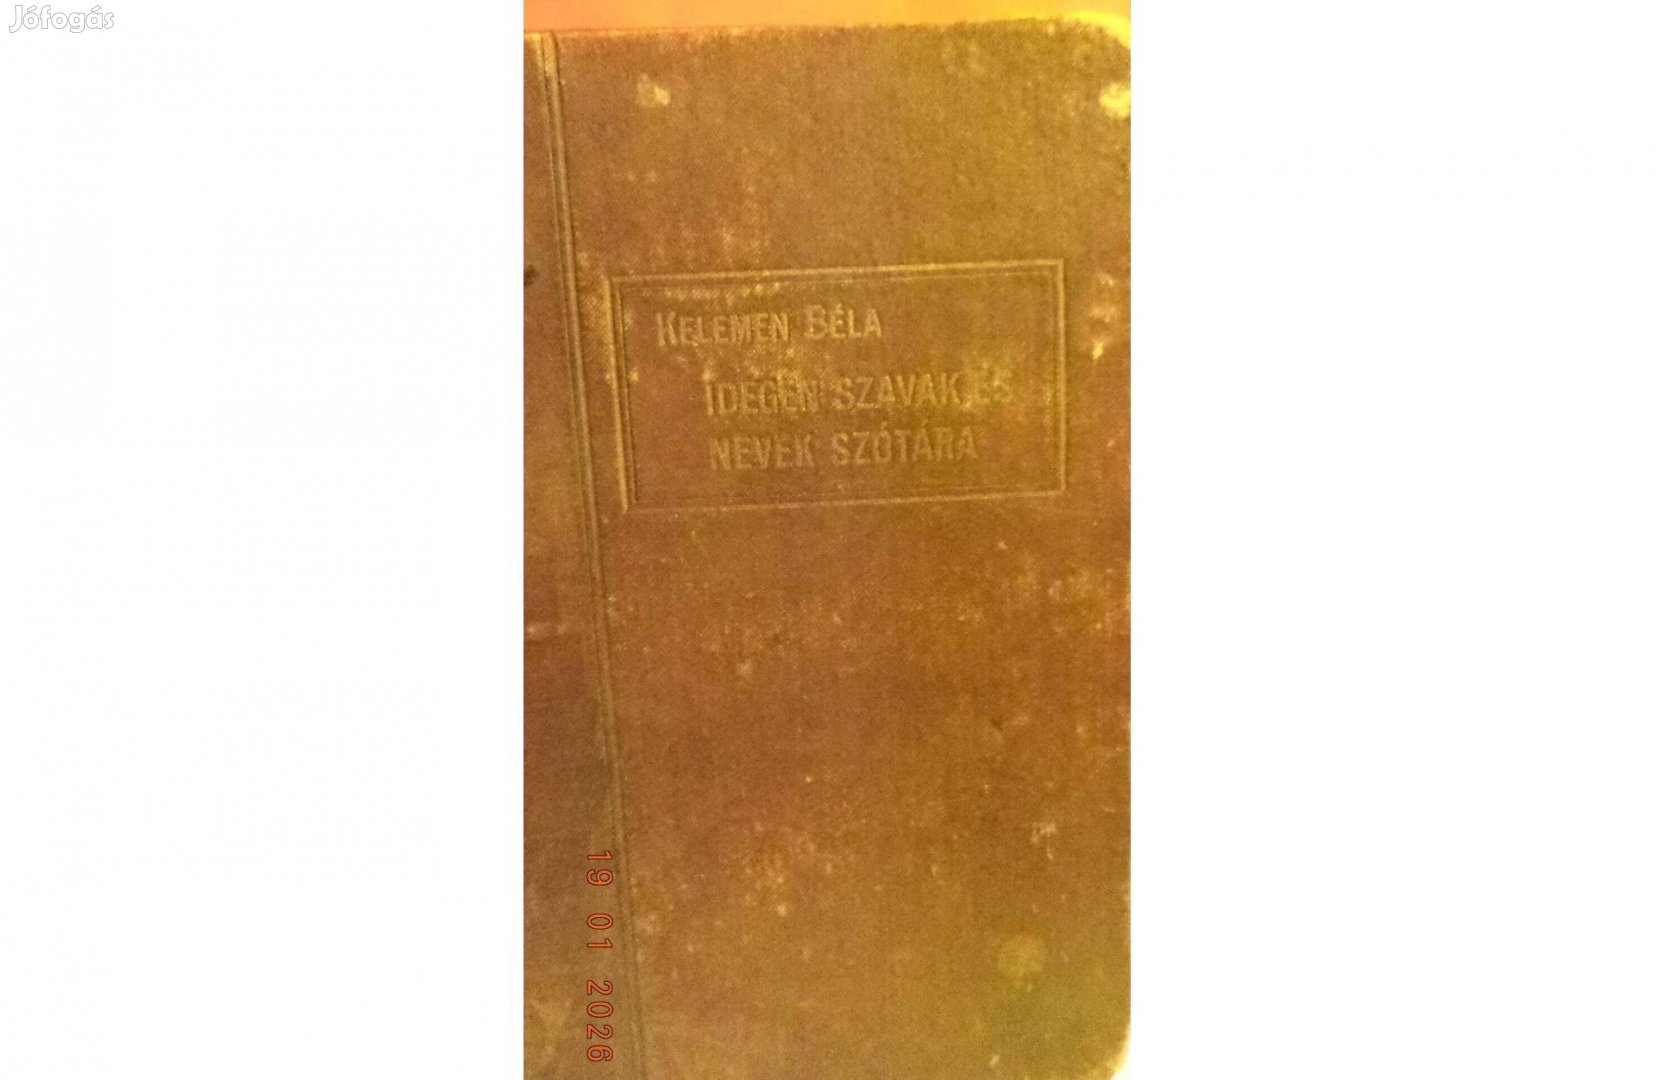 Jófogás
KELEMEN BÉLA
IDEGEN SZAVAK ÉS
NEVEK SZÓTÁRA
19 01 2026